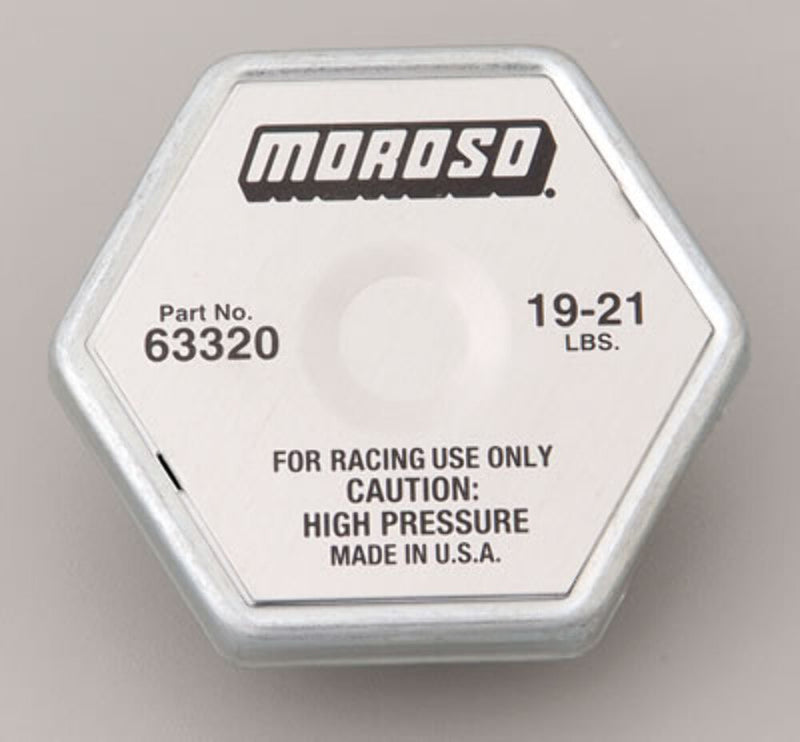 MOROSO
Part No.
63320
19-21
LBS.
FOR RACING USE ONLY
CAUTION:
HIGH PRESSURE
MADE IN U.S.A.